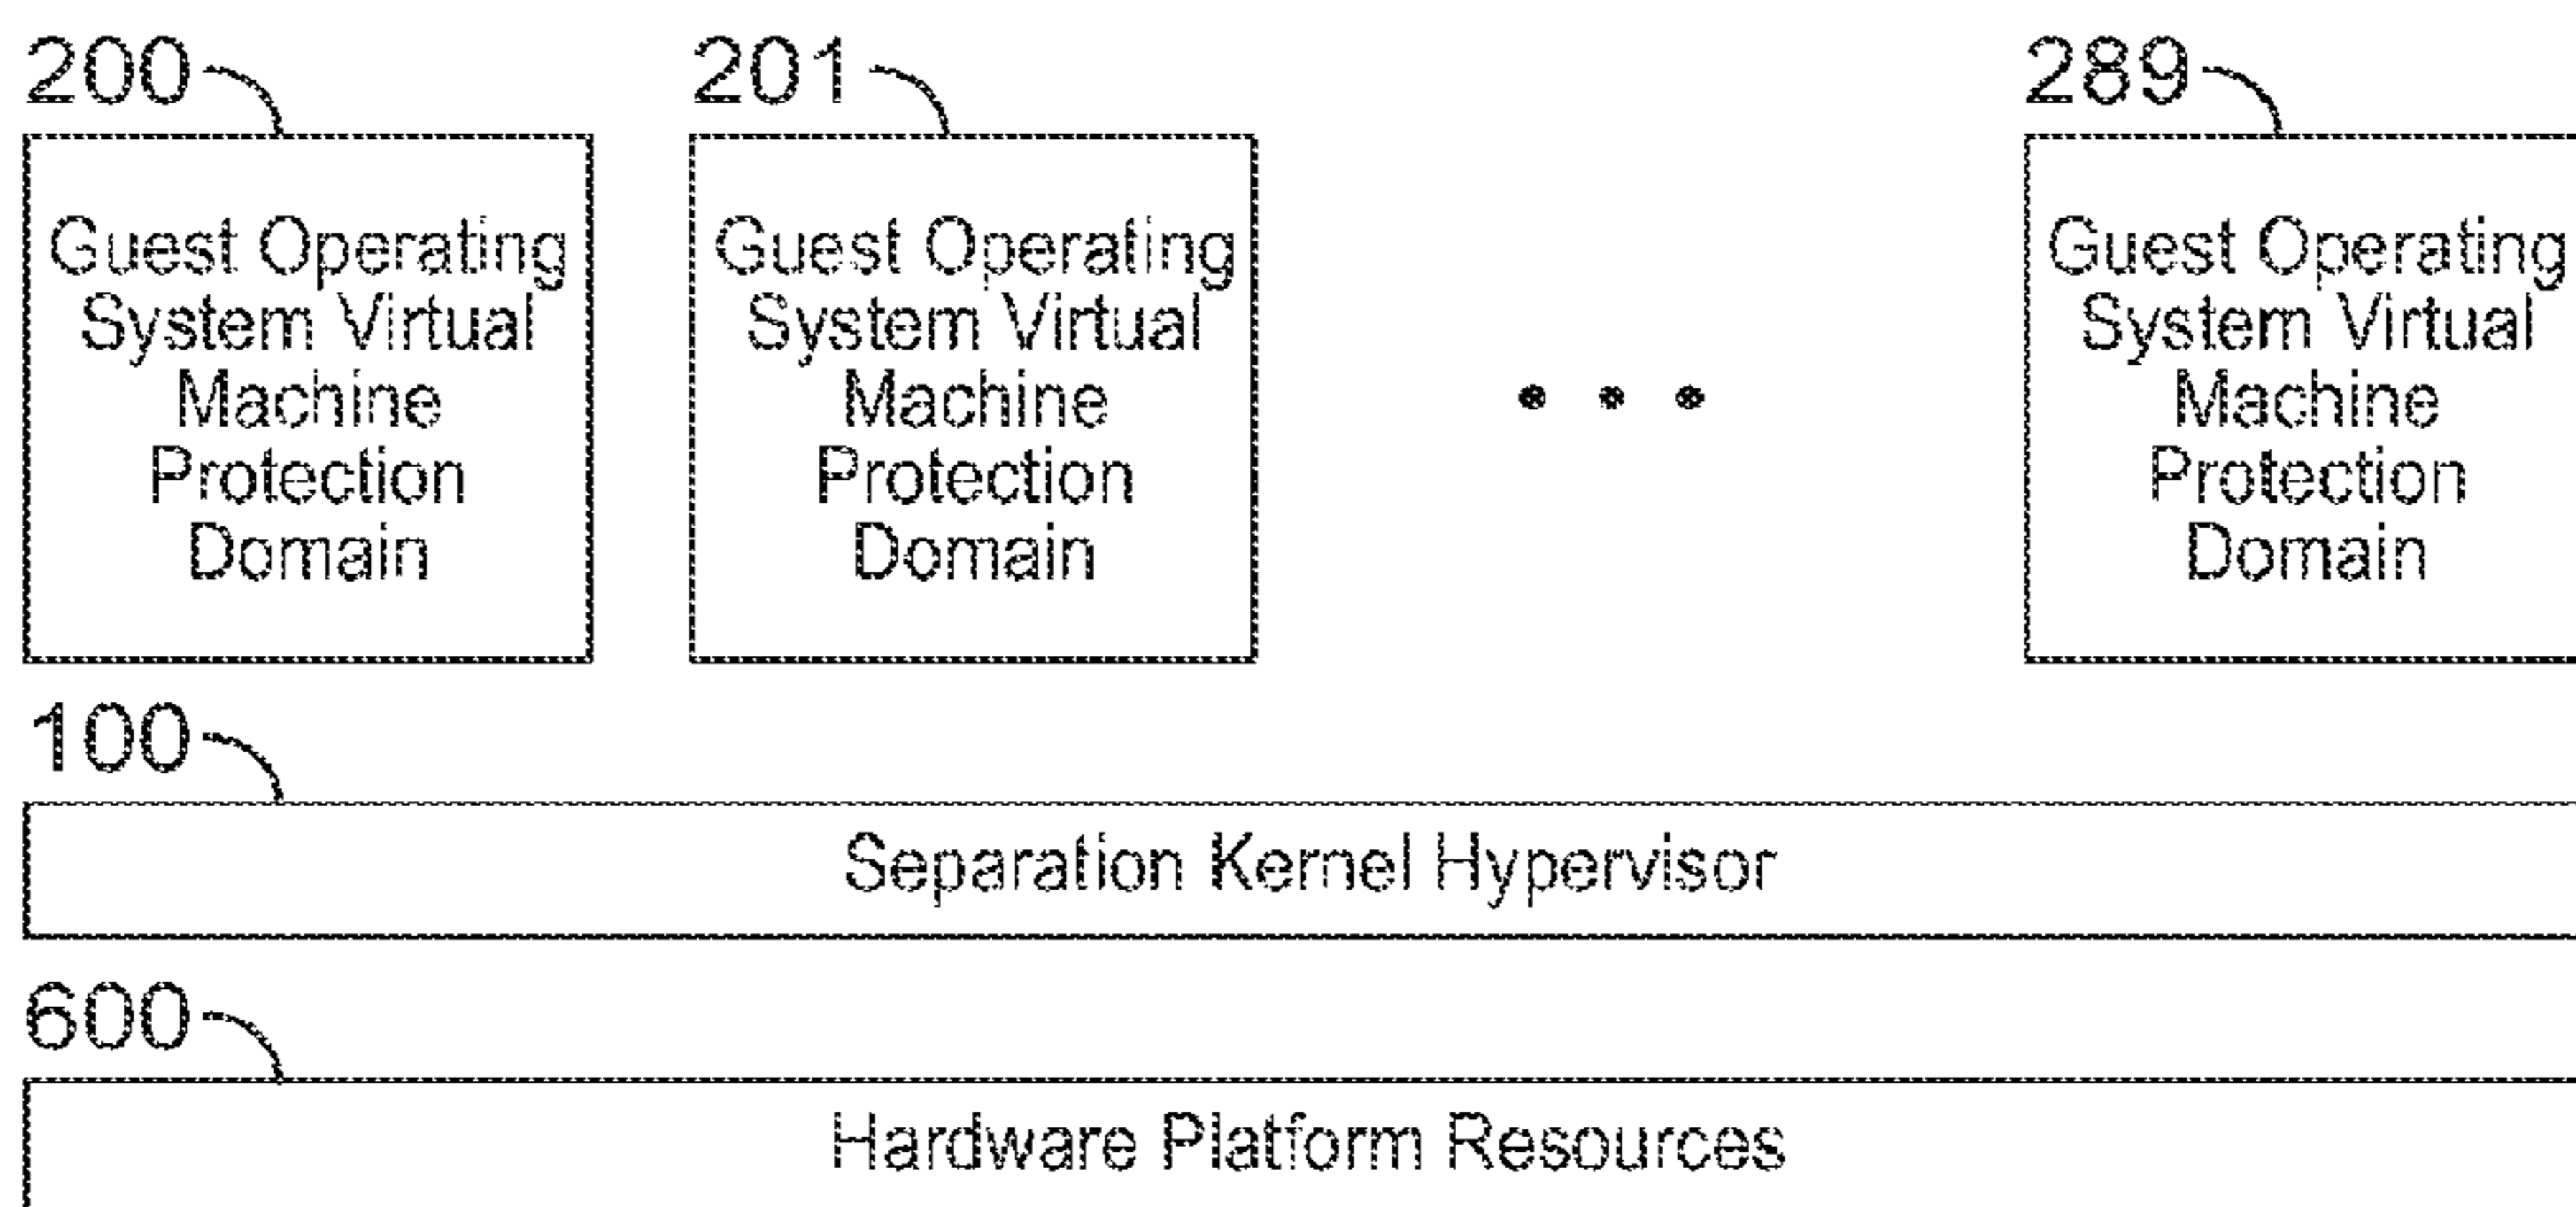 200
Guest Operating
System Virtual
Machine
Protection
Domain
201
Guest Operating
System Virtual
Machine
Protection
Domain
289
Guest Operating
System Virtual
Machine
Protection
Domain
100
Separation Kernel Hypervisor
600
Hardware Platform Resources